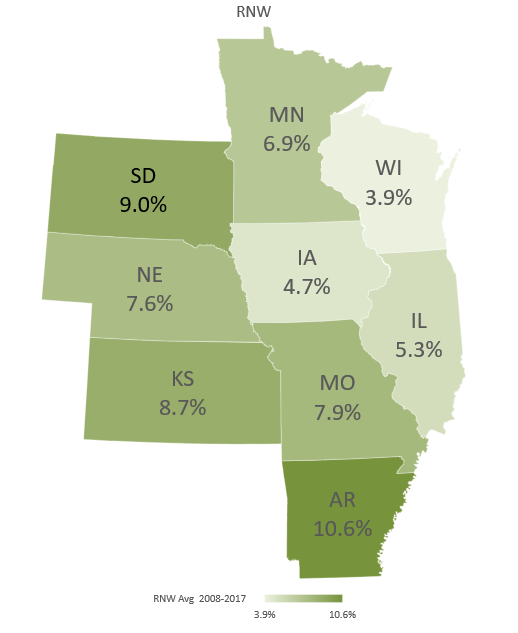 RNW
MN
6.9%
WI
3.9%
SD
9.0%
IA
4.7%
NE
7.6%
IL
5.3%
KS
8.7%
MO
7.9%
AR
10.6%
RNW Avg 2008-2017
3.9% 10.6%